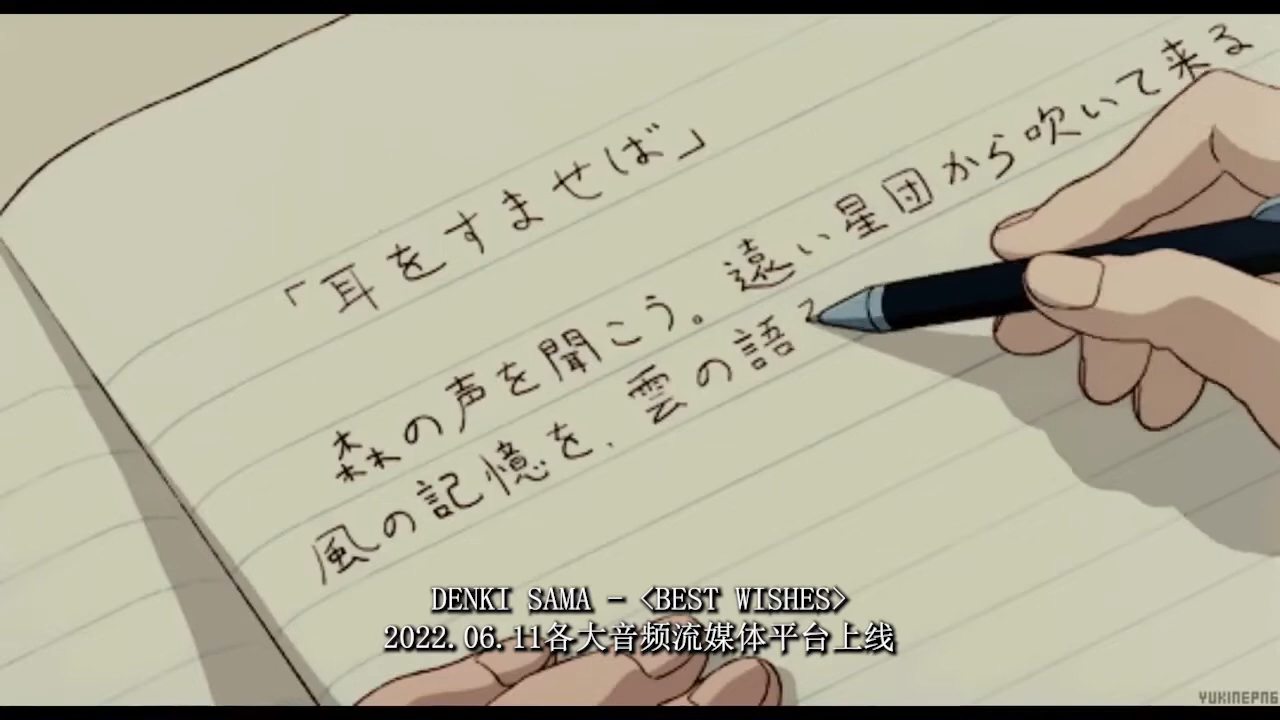 「耳をすませば」
森の声を聞こう。遠い星団から吹いて来る
風の記憶を、雲の語
DENKI SAMA - <BEST WISHES>
2022.06.11各大音频流媒体平台上线
YUKINEPNG